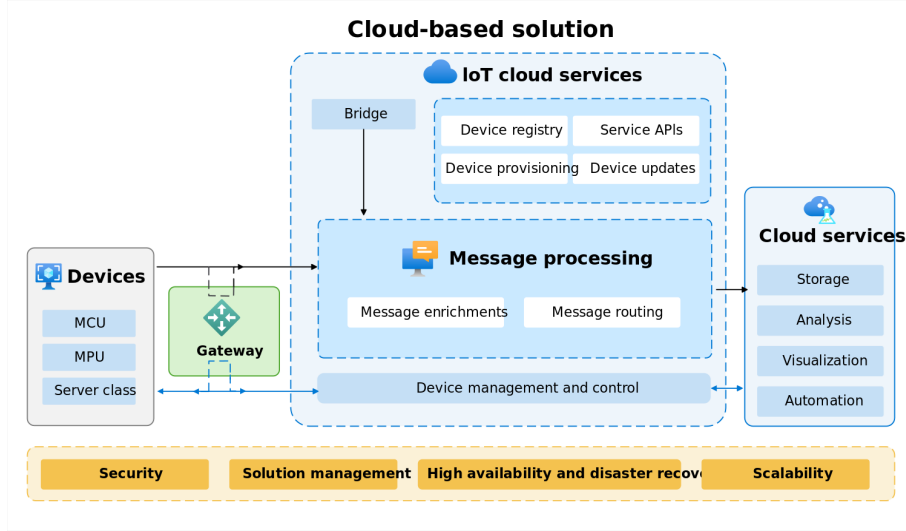 Cloud-based solution
IoT cloud services
Bridge
Device registry
Service APIs
Device provisioning
Device updates
Devices
MCU
MPU
Server class
Gateway
Message processing
Message enrichments
Message routing
Device management and control
Cloud services
Storage
Analysis
Visualization
Automation
Security
Solution management
High availability and disaster recov
Scalability